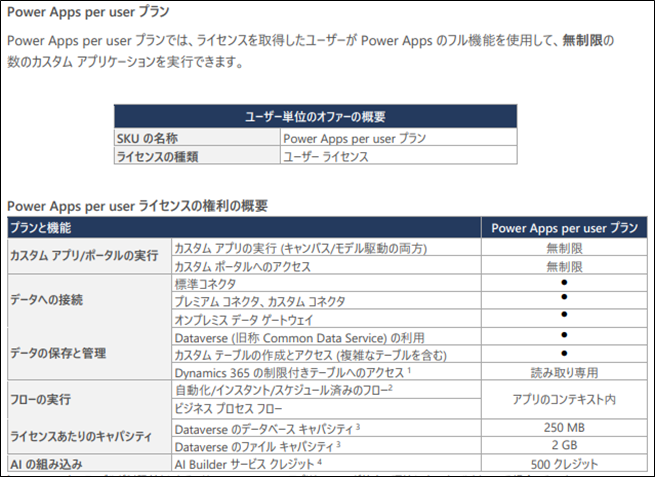 Power Apps per user プラン
Power Apps per user プランでは、ライセンスを取得したユーザーが Power Apps のフル機能を使用して、無制限の
数のカスタム アプリケーションを実行できます。
ユーザー単位のオファーの概要
SKU の名称 Power Apps per user プラン
ライセンスの種類 ユーザー ライセンス
Power Apps per user ライセンスの権利の概要
プランと機能 Power Apps per user プラン
カスタム アプリ/ポータルの実行
カスタム アプリの実行 (キャンバス/モデル駆動の両方) 無制限
カスタム ポータルへのアクセス 無制限
データへの接続
標準コネクタ ●
プレミアム コネクタ、カスタム コネクタ ●
オンプレミス データ ゲートウェイ ●
データの保存と管理
Dataverse (旧称 Common Data Service) の利用 ●
カスタム テーブルの作成とアクセス (複雑なテーブルを含む) ●
Dynamics 365 の制限付きテーブルへのアクセス 1 読み取り専用
フローの実行
自動化/インスタント/スケジュール済みのフロー2
ビジネス プロセス フロー
アプリのコンテキスト内
ライセンスあたりのキャパシティ
Dataverse のデータベース キャパシティ 3 250 MB
Dataverse のファイル キャパシティ 3 2 GB
AI の組み込み AI Builder サービス クレジット 4 500 クレジット